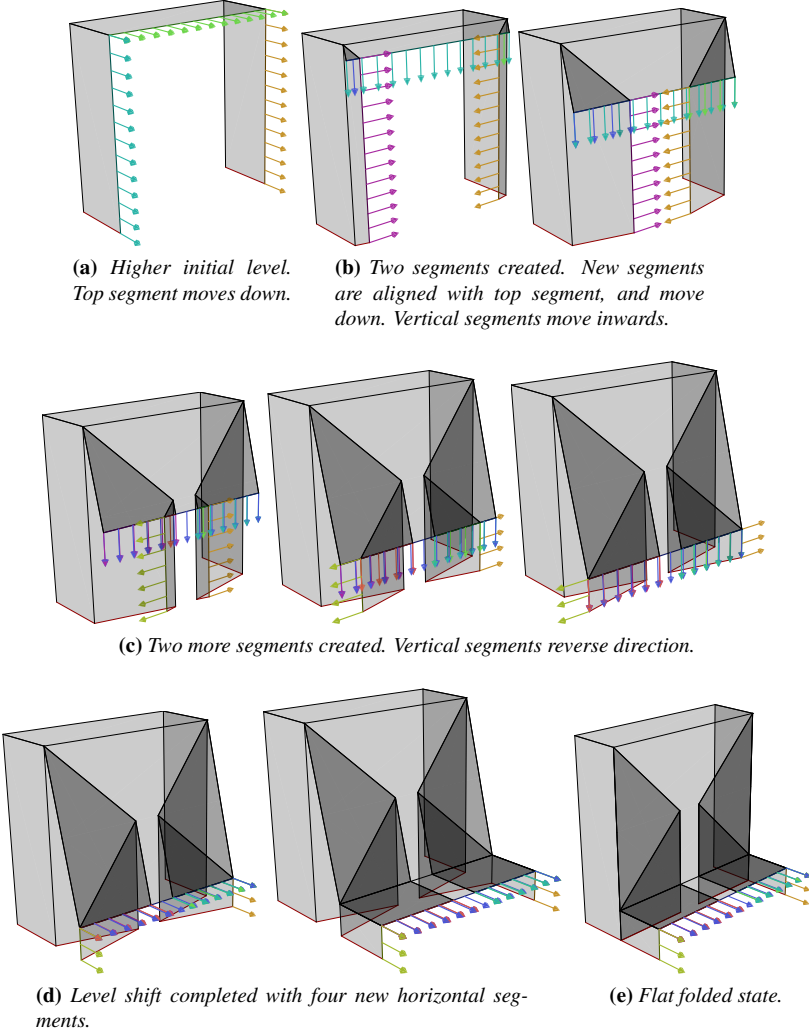 (a) Higher initial level.
Top segment moves down.
(b) Two segments created. New segments
are aligned with top segment, and move
down. Vertical segments move inwards.
(c) Two more segments created. Vertical segments reverse direction.
(d) Level shift completed with four new horizontal seg-
ments.
(e) Flat folded state.